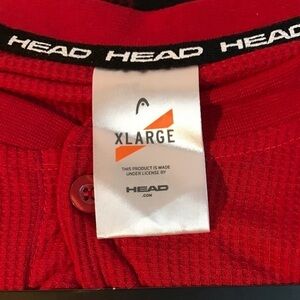 HEAD HEAD HEAD
XLARGE
THIS PRODUCT IS MADE
UNDER LICENSE BY
HEAD
.COM